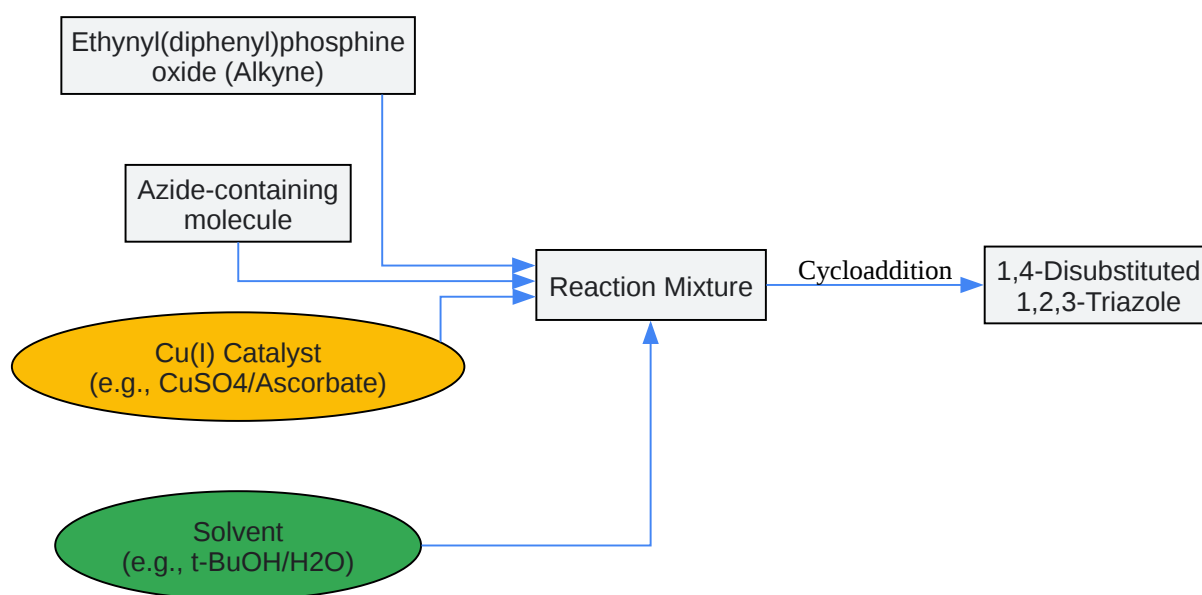 Ethynyl(diphenyl)phosphine
oxide (Alkyne)
Azide-containing
molecule
Cu(I) Catalyst
(e.g., CuSO4/Ascorbate)
Solvent
(e.g., t-BuOH/H2O)
Reaction Mixture
Cycloaddition
1,4-Disubstituted
1,2,3-Triazole